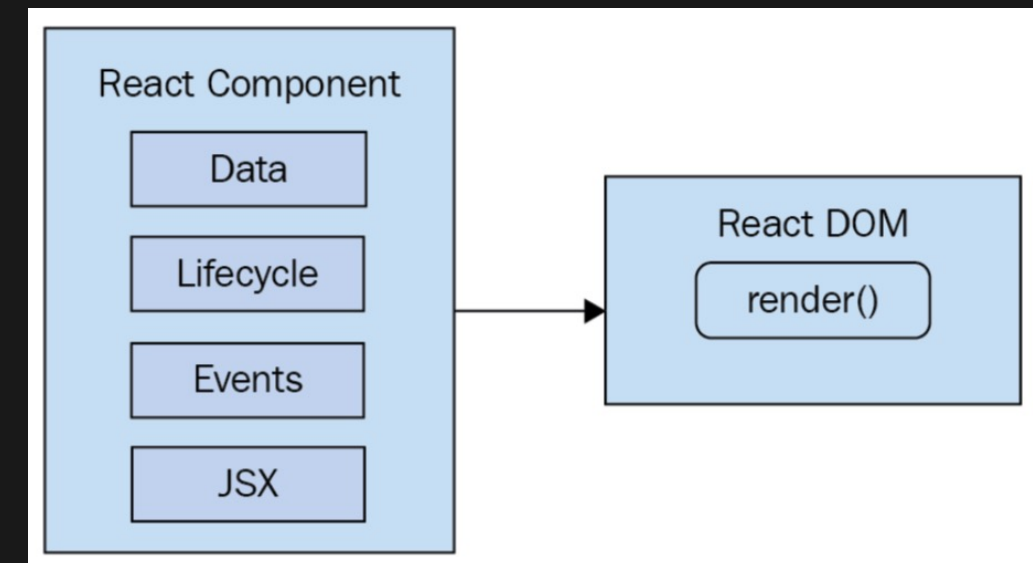 React Component
Data
Lifecycle
Events
JSX
React DOM
render()